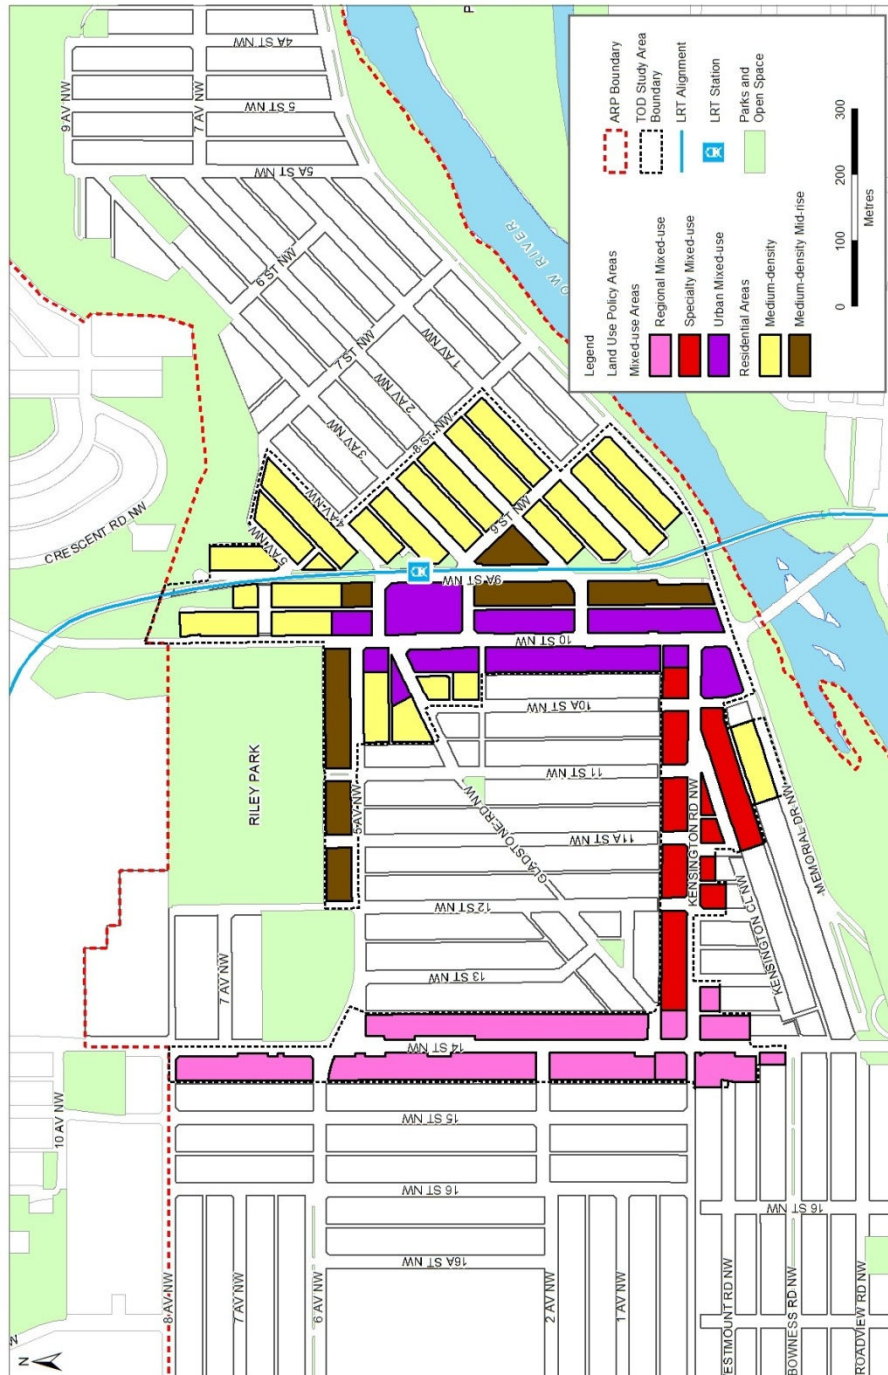 N
10 AV NW
9 AV NW
8 AV NW
7 AV NW
6 AV NW
2 AV NW
1 AV NW
ESTMOUNT RD NW
BOWNESS RD NW
ROADVIEW RD NW
16A ST NW
16 ST NW
16 ST NW
15 ST NW
14 ST NW
7 AV NW
13 ST NW
12 ST NW
11A ST NW
11 ST NW
10A ST NW
10 ST NW
9A ST NW
9 ST NW
8 ST NW
7 ST NW
6 ST NW
5A ST NW
5 ST NW
4A ST NW
7 AV NW
5 AV NW
5 AV NW
4 AV NW
3 AV NW
2 AV NW
1 AV NW
GLADSTONE RD NW
KENSINGTON RD NW
KENSINGTON CL NW
MEMORIAL DR NW
CRESCENT RD NW
RILEY PARK
OW RIVER
P
Legend
Land Use Policy Areas
Mixed-use Areas
Regional Mixed-use
Specialty Mixed-use
Urban Mixed-use
Residential Areas
Medium-density
Medium-density Mid-rise
ARP Boundary
TOD Study Area
Boundary
LRT Alignment
LRT Station
Parks and
Open Space
0 100 200 300
Metres